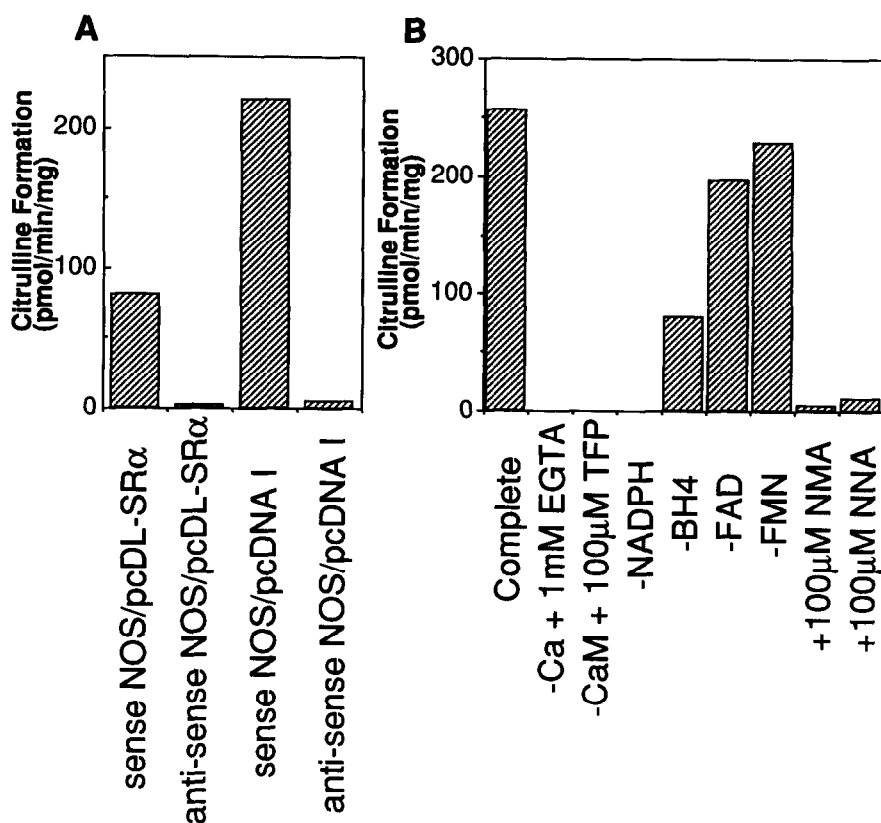 A
Citrulline Formation
(pmol/min/mg)
200
100
0
sense NOS/pcDL-SRα
anti-sense NOS/pcDL-SRα
sense NOS/pcDNA I
anti-sense NOS/pcDNA I
B
Citrulline Formation
(pmol/min/mg)
300
200
100
0
Complete
-Ca + 1mM EGTA
-CaM + 100μM TFP
-NADPH
-BH4
-FAD
-FMN
+100μM NMA
+100μM NNA